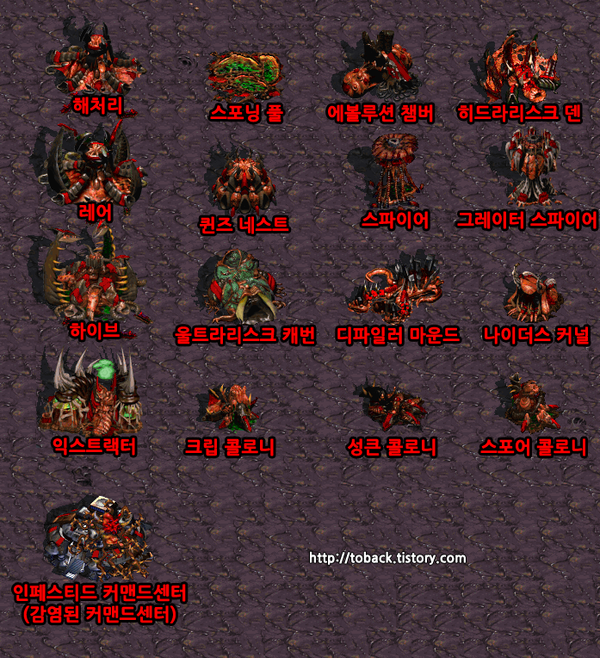 해처리
스포닝 풀
에볼루션 챔버
히드라리스크 덴
레어
퀸즈 네스트
스파이어
그레이터 스파이어
하이브
울트라리스크 캐번
디파일러 마운드
나이더스 커널
익스트랙터
크립 콜로니
성큰 콜로니
스포어 콜로니
인페스티드 커맨드센터
(감염된 커맨드센터)
http://toback.tistory.com